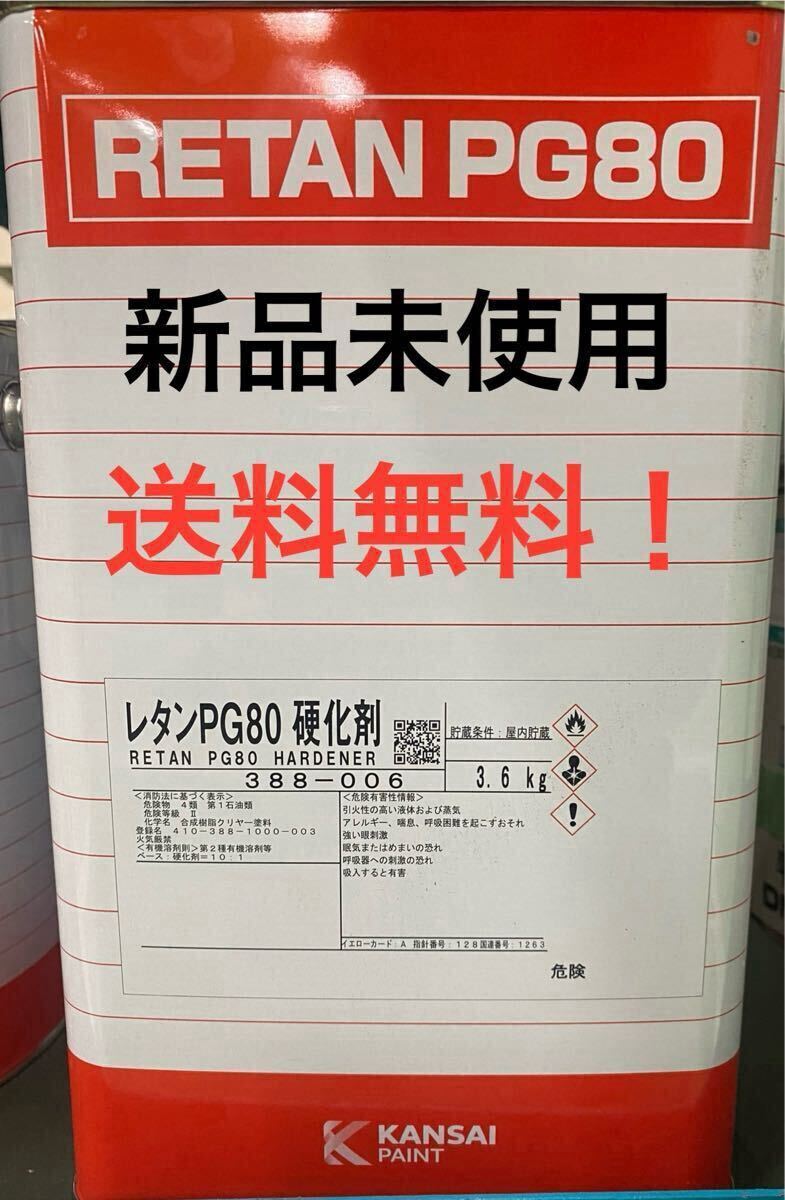 RETAN PG80
新品未使用
送料無料！
レタンPG80 硬化剤
RETAN PG80 HARDENER
388-006
貯蔵条件：屋内貯蔵
3.6 kg
<消防法に基づく表示>
危険物 4類 第1石油類
危険等級 Ⅱ
化学名 合成樹脂クリヤー塗料
登録名 410-388-1000-003
火気厳禁
<有機溶剤則>第2種有機溶剤等
ベース：硬化剤＝10：1
<危険有害性情報>
引火性の高い液体および蒸気
アレルギー、喘息、呼吸困難を起こすおそれ
強い眼刺激
眠気またはめまいの恐れ
呼吸器への刺激の恐れ
吸入すると有害
イエローカード：A 指針番号：128 国連番号：1263
危険
KANSAI
PAINT